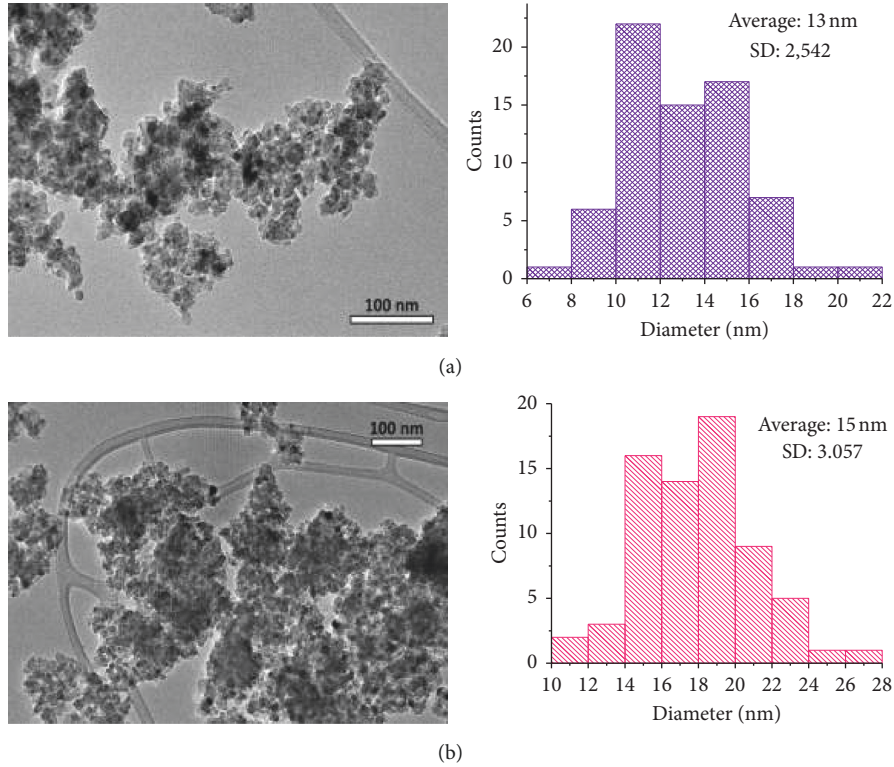 100 nm
Average: 13 nm
SD: 2,542
Counts
20
15
10
5
0
6 8 10 12 14 16 18 20 22
Diameter (nm)
(a)
100 nm
Average: 15 nm
SD: 3.057
Counts
20
15
10
5
0
10 12 14 16 18 20 22 24 26 28
Diameter (nm)
(b)